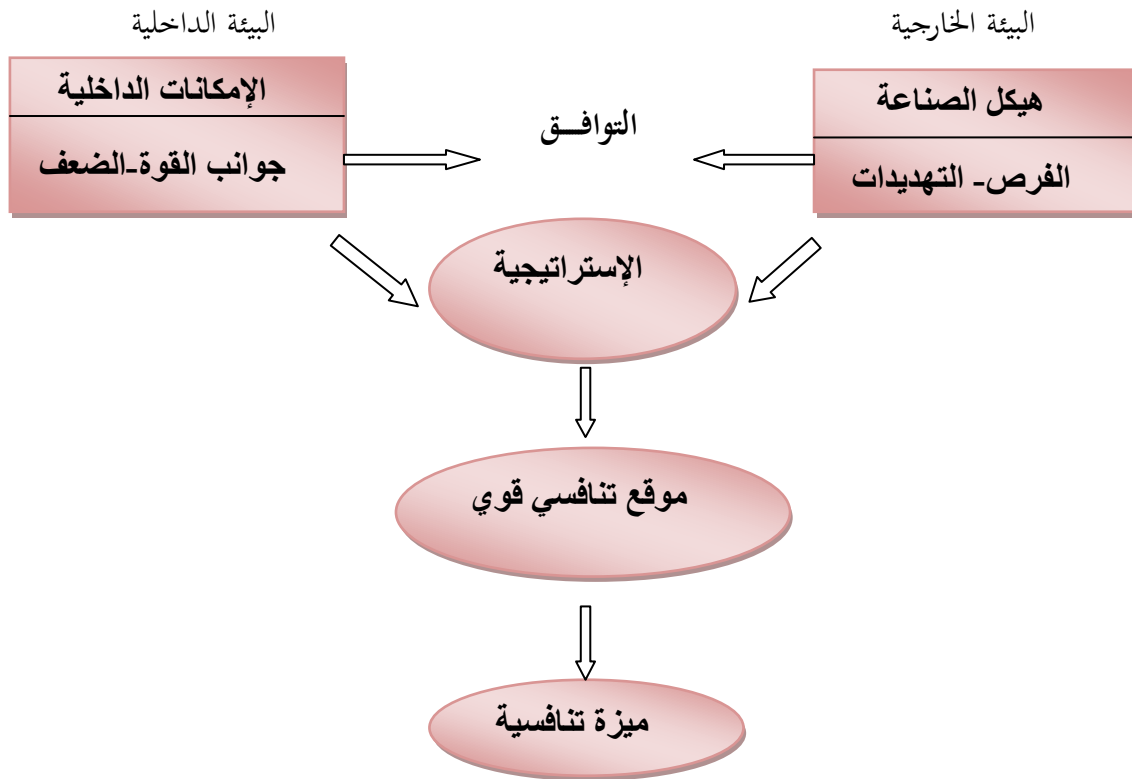 البيئة الخارجية
البيئة الداخلية
هيكل الصناعة
الفرص- التهديدات
التوافــق
الإمكانات الداخلية
جوانب القوة-الضعف
الإستراتيجية
موقع تنافسي قوي
ميزة تنافسية